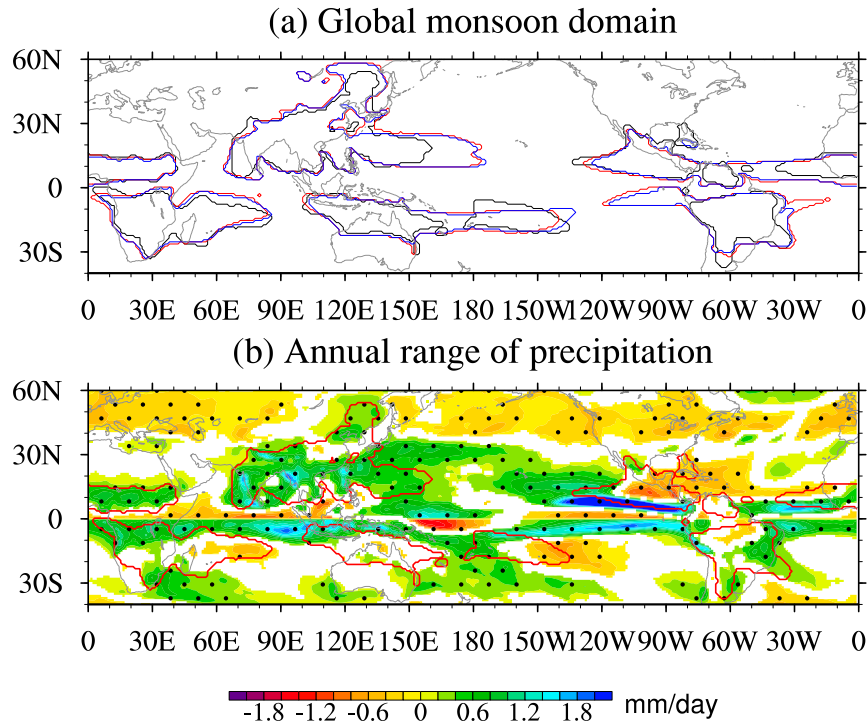 (a) Global monsoon domain
60N
30N
0
30S
0 30E 60E 90E 120E 150E 180 150W 120W 90W 60W 30W 0
(b) Annual range of precipitation
60N
30N
0
30S
0 30E 60E 90E 120E 150E 180 150W 120W 90W 60W 30W 0
-1.8 -1.2 -0.6 0 0.6 1.2 1.8 mm/day